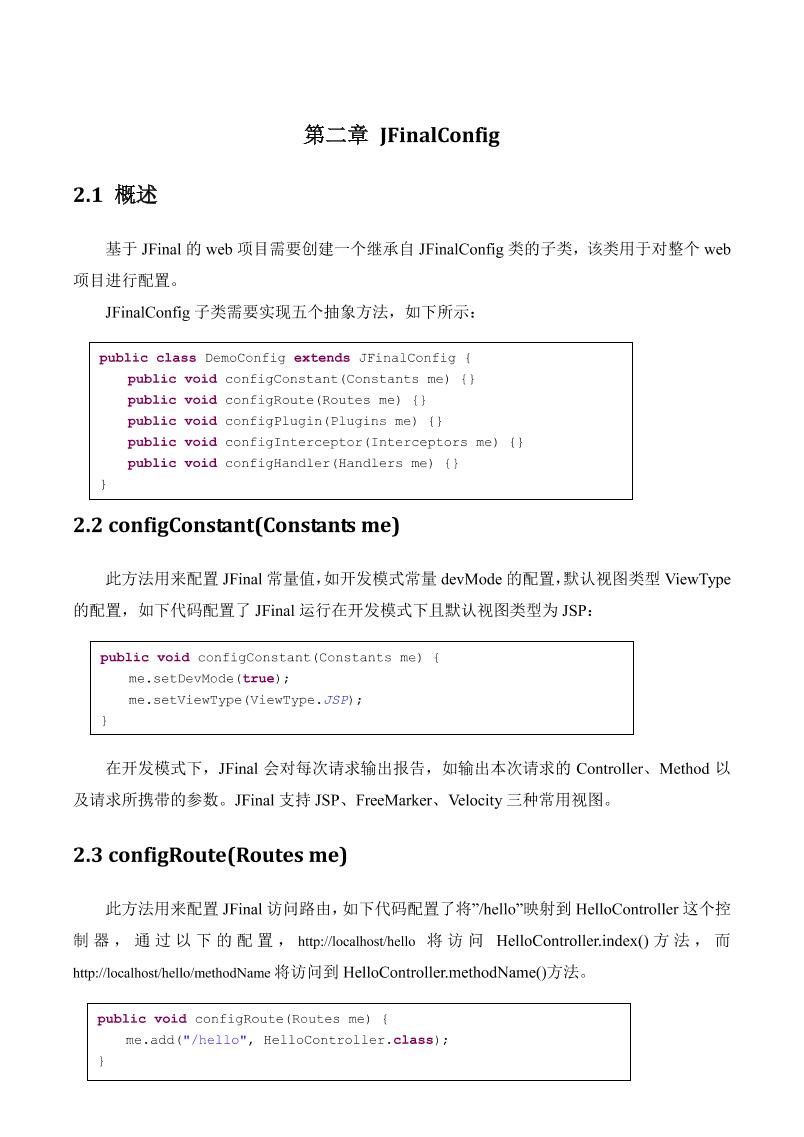 第二章 JFinalConfig
2.1 概述
基于 JFinal 的 web 项目需要创建一个继承自 JFinalConfig 类的子类，该类用于对整个 web
项目进行配置。
JFinalConfig 子类需要实现五个抽象方法，如下所示：
public class DemoConfig extends JFinalConfig {
    public void configConstant(Constants me) {}
    public void configRoute(Routes me) {}
    public void configPlugin(Plugins me) {}
    public void configInterceptor(Interceptors me) {}
    public void configHandler(Handlers me) {}
}
2.2 configConstant(Constants me)
此方法用来配置 JFinal 常量值，如开发模式常量 devMode 的配置，默认视图类型 ViewType
的配置，如下代码配置了 JFinal 运行在开发模式下且默认视图类型为 JSP：
public void configConstant(Constants me) {
    me.setDevMode(true);
    me.setViewType(ViewType.JSP);
}
在开发模式下，JFinal 会对每次请求输出报告，如输出本次请求的 Controller、Method 以
及请求所携带的参数。JFinal 支持 JSP、FreeMarker、Velocity 三种常用视图。
2.3 configRoute(Routes me)
此方法用来配置 JFinal 访问路由，如下代码配置了将”/hello”映射到 HelloController 这个控
制器，通过以下的配置，http://localhost/hello 将访问 HelloController.index()方法，而
http://localhost/hello/methodName 将访问到 HelloController.methodName()方法。
public void configRoute(Routes me) {
    me.add("/hello", HelloController.class);
}